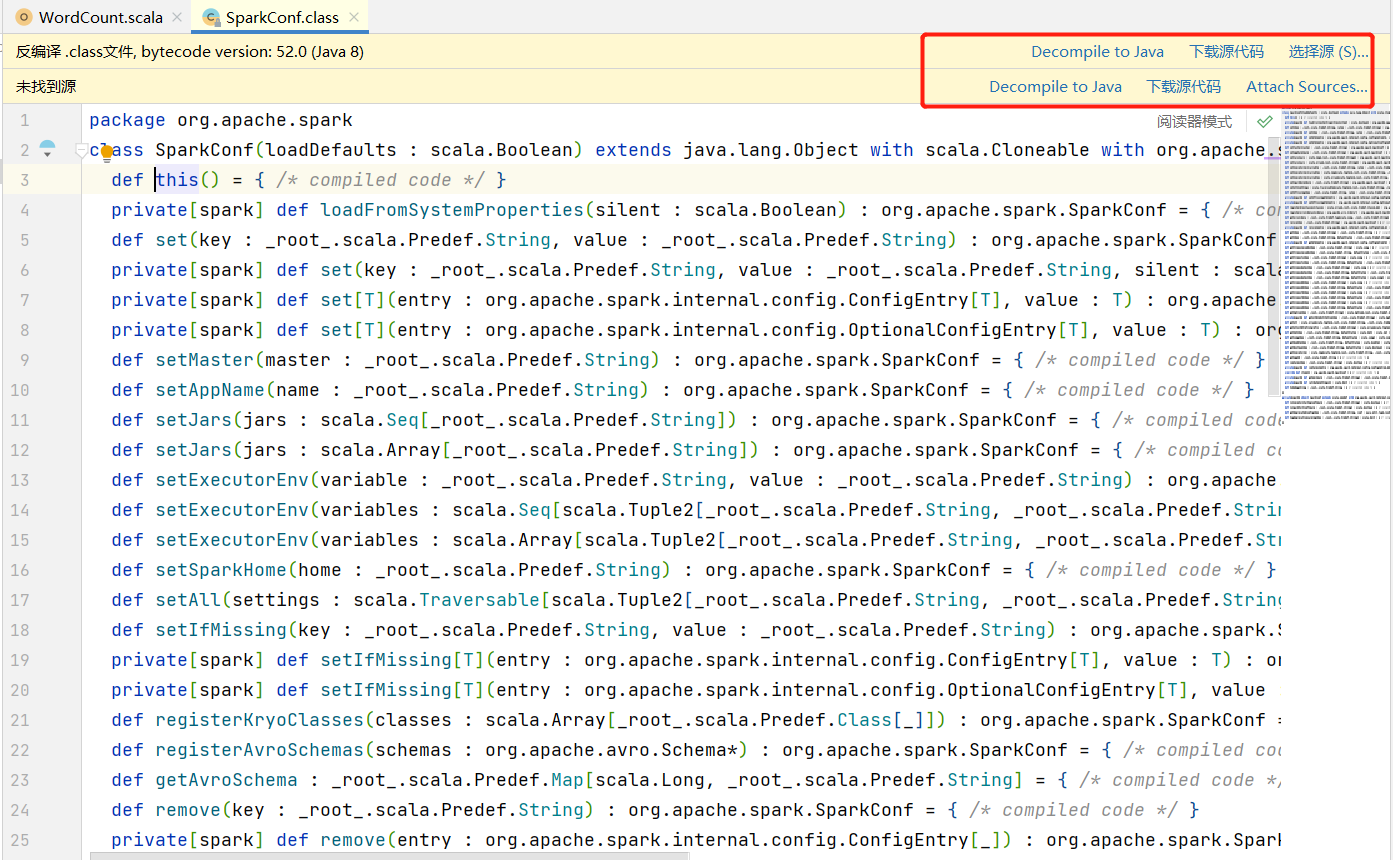 WordCount.scala SparkConf.class
反编译 .class文件, bytecode version: 52.0 (Java 8) Decompile to Java 下载源代码 选择源 (S)...
未找到源 Decompile to Java 下载源代码 Attach Sources...
1 package org.apache.spark 阅读器模式
2 class SparkConf(loadDefaults : scala.Boolean) extends java.lang.Object with scala.Cloneable with org.apache.
3 def this() = { /* compiled code */ }
4 private[spark] def loadFromSystemProperties(silent : scala.Boolean) : org.apache.spark.SparkConf = { /* co
5 def set(key : _root_.scala.Predef.String, value : _root_.scala.Predef.String) : org.apache.spark.SparkConf
6 private[spark] def set(key : _root_.scala.Predef.String, value : _root_.scala.Predef.String, silent : scal
7 private[spark] def set[T](entry : org.apache.spark.internal.config.ConfigEntry[T], value : T) : org.apache
8 private[spark] def set[T](entry : org.apache.spark.internal.config.OptionalConfigEntry[T], value : T) : or
9 def setMaster(master : _root_.scala.Predef.String) : org.apache.spark.SparkConf = { /* compiled code */ }
10 def setAppName(name : _root_.scala.Predef.String) : org.apache.spark.SparkConf = { /* compiled code */ }
11 def setJars(jars : scala.Seq[_root_.scala.Predef.String]) : org.apache.spark.SparkConf = { /* compiled code
12 def setJars(jars : scala.Array[_root_.scala.Predef.String]) : org.apache.spark.SparkConf = { /* compiled co
13 def setExecutorEnv(variable : _root_.scala.Predef.String, value : _root_.scala.Predef.String) : org.apache
14 def setExecutorEnv(variables : scala.Seq[scala.Tuple2[_root_.scala.Predef.String, _root_.scala.Predef.Strin
15 def setExecutorEnv(variables : scala.Array[scala.Tuple2[_root_.scala.Predef.String, _root_.scala.Predef.Str
16 def setSparkHome(home : _root_.scala.Predef.String) : org.apache.spark.SparkConf = { /* compiled code */ }
17 def setAll(settings : scala.Traversable[scala.Tuple2[_root_.scala.Predef.String, _root_.scala.Predef.String
18 def setIfMissing(key : _root_.scala.Predef.String, value : _root_.scala.Predef.String) : org.apache.spark.S
19 private[spark] def setIfMissing[T](entry : org.apache.spark.internal.config.ConfigEntry[T], value : T) : or
20 private[spark] def setIfMissing[T](entry : org.apache.spark.internal.config.OptionalConfigEntry[T], value
21 def registerKryoClasses(classes : scala.Array[_root_.scala.Predef.Class[_]]) : org.apache.spark.SparkConf =
22 def registerAvroSchemas(schemas : org.apache.avro.Schema*) : org.apache.spark.SparkConf = { /* compiled co
23 def getAvroSchema : _root_.scala.Predef.Map[scala.Long, _root_.scala.Predef.String] = { /* compiled code */
24 def remove(key : _root_.scala.Predef.String) : org.apache.spark.SparkConf = { /* compiled code */ }
25 private[spark] def remove(entry : org.apache.spark.internal.config.ConfigEntry[_]) : org.apache.spark.Spark